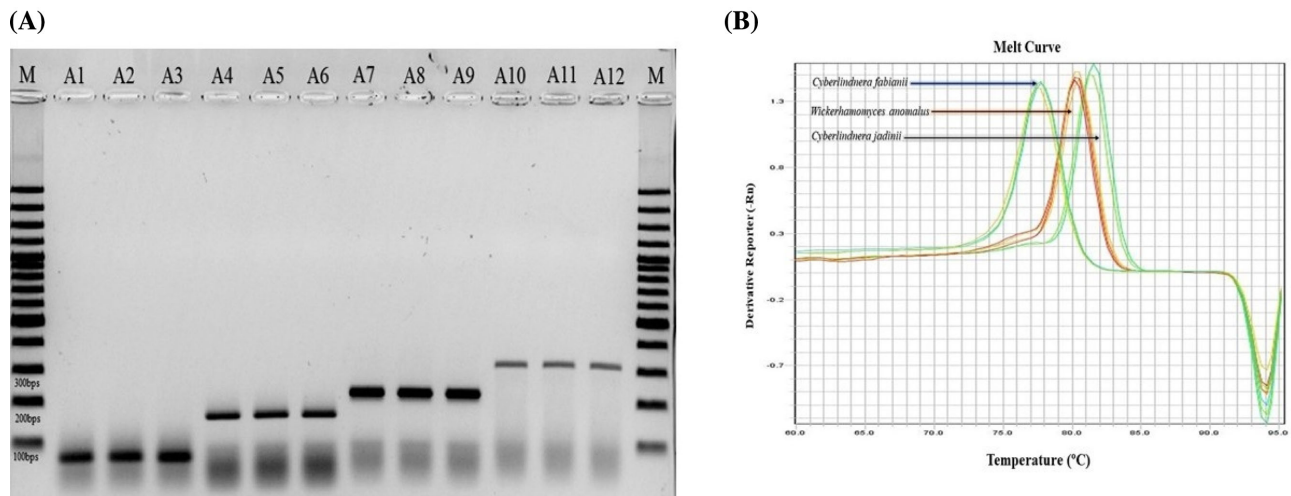 (A)
(B)
M A1 A2 A3 A4 A5 A6 A7 A8 A9 A10 A11 A12 M
300bps
200bps
100bps
Melt Curve
Cyberlindnera fabianii
Wickerhamomyces anomalus
Cyberlindnera jadinii
Derivative Reporter (-Rn)
1.3
0.8
0.3
-0.2
-0.7
60.0 65.0 70.0 75.0 80.0 85.0 90.0 95.0
Temperature (ºC)